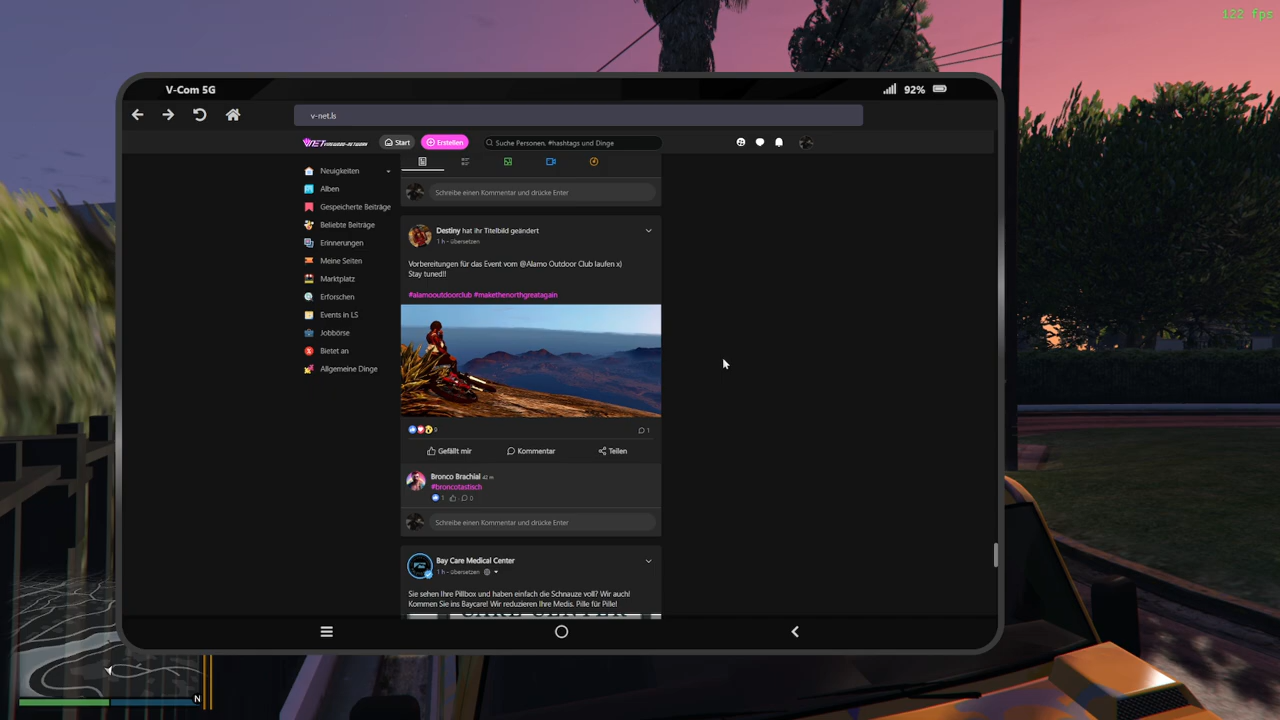 122 fps
V-Com 5G
92%
v-net.ls
VNET
Start
Erstellen
Suche Personen, #hashtags und Dinge
Neuigkeiten
Alben
Gespeicherte Beiträge
Beliebte Beiträge
Erinnerungen
Meine Seiten
Marktplatz
Erforschen
Events in LS
Jobbörse
Bietet an
Allgemeine Dinge
Schreibe einen Kommentar und drücke Enter
Destiny hat ihr Titelbild geändert
1 h - übersetzen
Vorbereitungen für das Event vom @Alamo Outdoor Club laufen x)
Stay tuned!!
#alamooutdoorclub #makethenorthgreatagain
9
1
Gefällt mir
Kommentar
Teilen
Bronco Brachial 42 m
#broncotastisch
1
0
Schreibe einen Kommentar und drücke Enter
Bay Care Medical Center
1 h - übersetzen
Sie sehen Ihre Pillbox und haben einfach die Schnauze voll? Wir auch!
Kommen Sie ins Baycare! Wir reduzieren Ihre Medis. Pille für Pille!
N